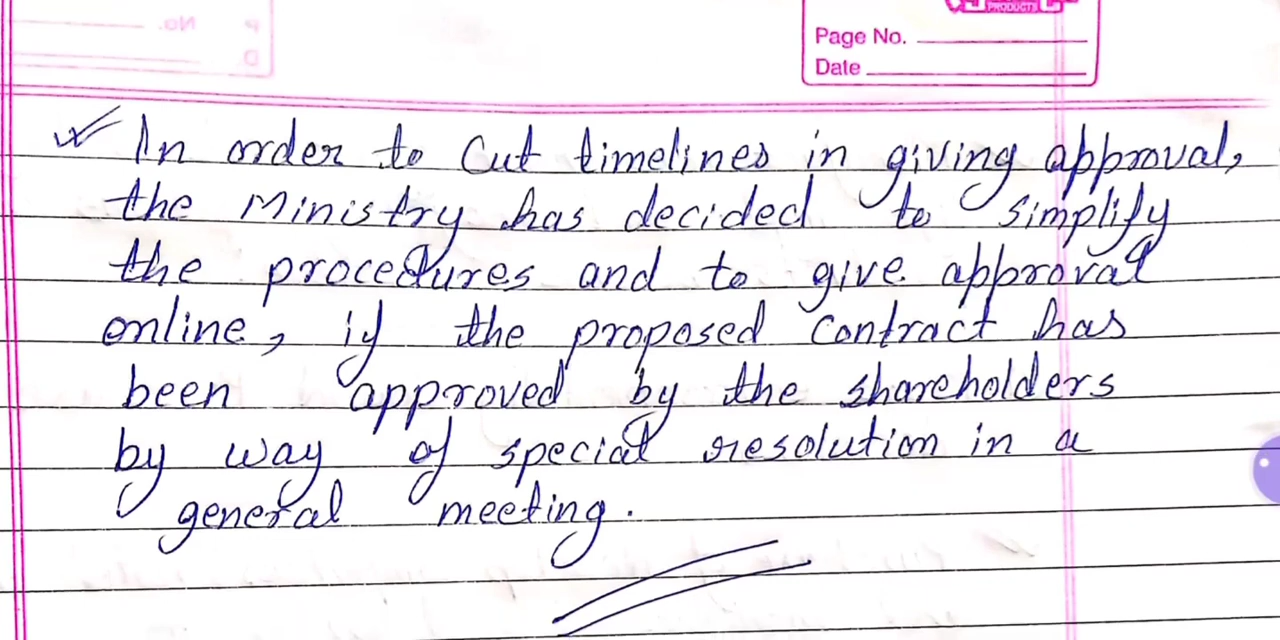 PRODUCTS
Page No.
Date
In order to Cut timelines in giving approval,
the Ministry has decided to simplify
the procedures and to give approval
online, if the proposed contract has
been approved by the shareholders
by way of special resolution in a
general meeting.